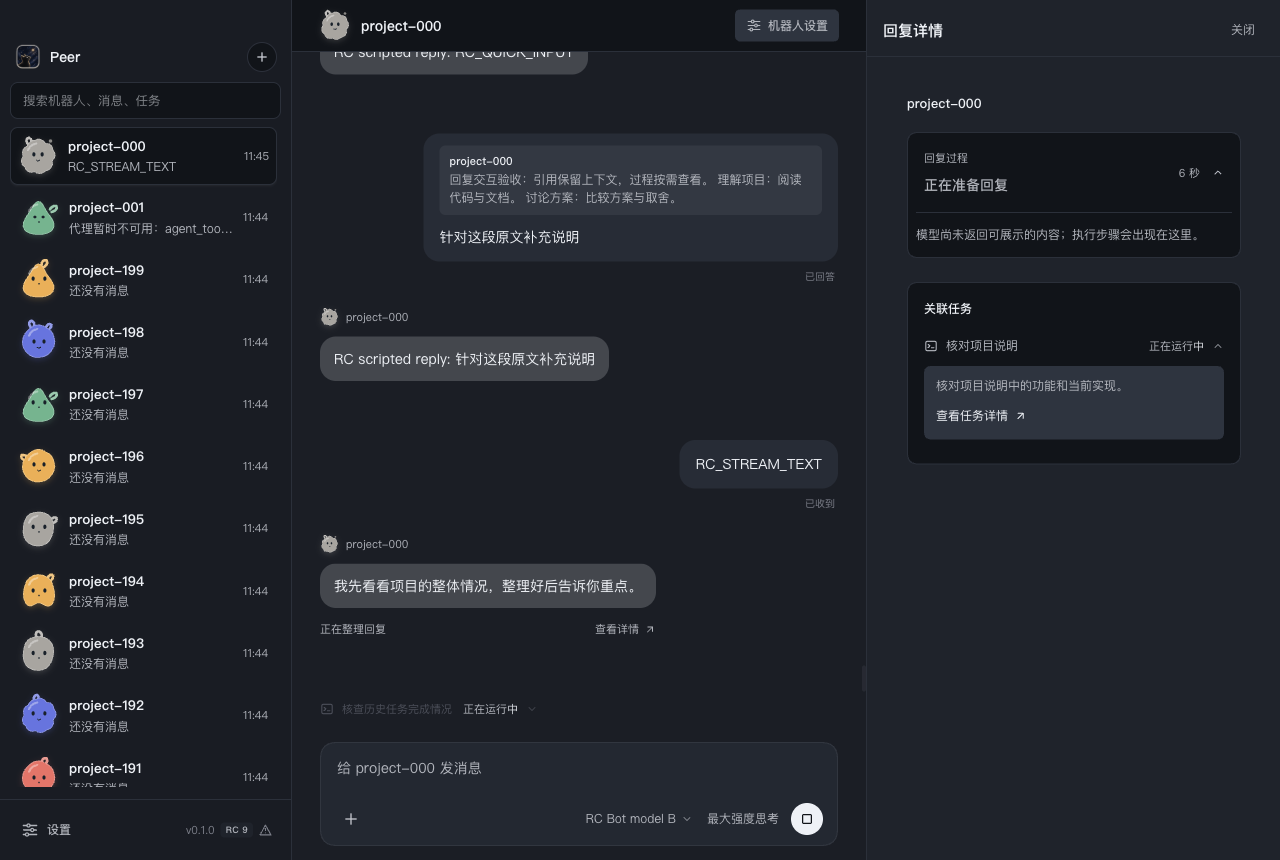 Peer
搜索机器人、消息、任务
project-000
11:45
RC_STREAM_TEXT
project-001
11:44
代理暂时不可用：agent_too...
project-199
11:44
还没有消息
project-198
11:44
还没有消息
project-197
11:44
还没有消息
project-196
11:44
还没有消息
project-195
11:44
还没有消息
project-194
11:44
还没有消息
project-193
11:44
还没有消息
project-192
11:44
还没有消息
project-191
11:44
还没有消息
设置
v0.1.0
RC 9
project-000
机器人设置
RC scripted reply: RC_QUICK_INPUT
project-000
回复交互验收：引用保留上下文，过程按需查看。 理解项目：阅读
代码与文档。 讨论方案：比较方案与取舍。
针对这段原文补充说明
已回答
project-000
RC scripted reply: 针对这段原文补充说明
RC_STREAM_TEXT
已收到
project-000
我先看看项目的整体情况，整理好后告诉你重点。
正在整理回复
查看详情
核查历史任务完成情况
正在运行中
给 project-000 发消息
RC Bot model B
最大强度思考
回复详情
关闭
project-000
回复过程
6 秒
正在准备回复
模型尚未返回可展示的内容；执行步骤会出现在这里。
关联任务
核对项目说明
正在运行中
核对项目说明中的功能和当前实现。
查看任务详情